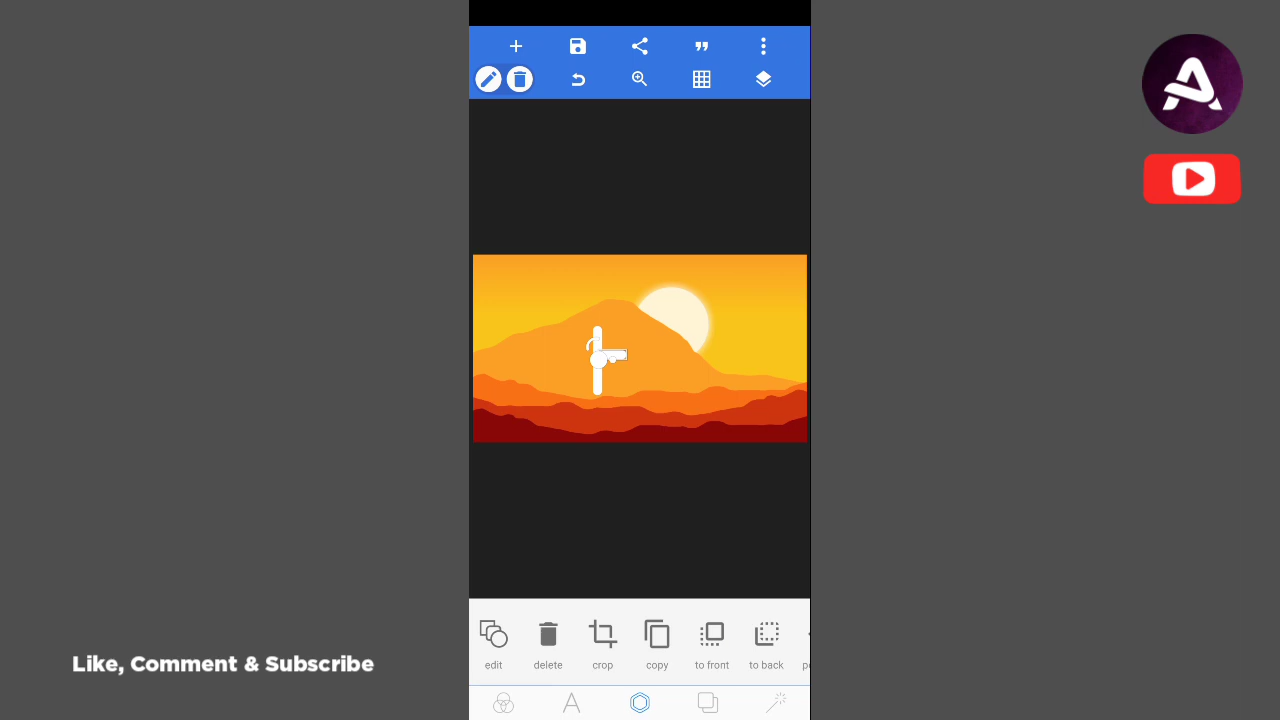 edit
delete
crop
copy
to front
to back
Like, Comment & Subscribe